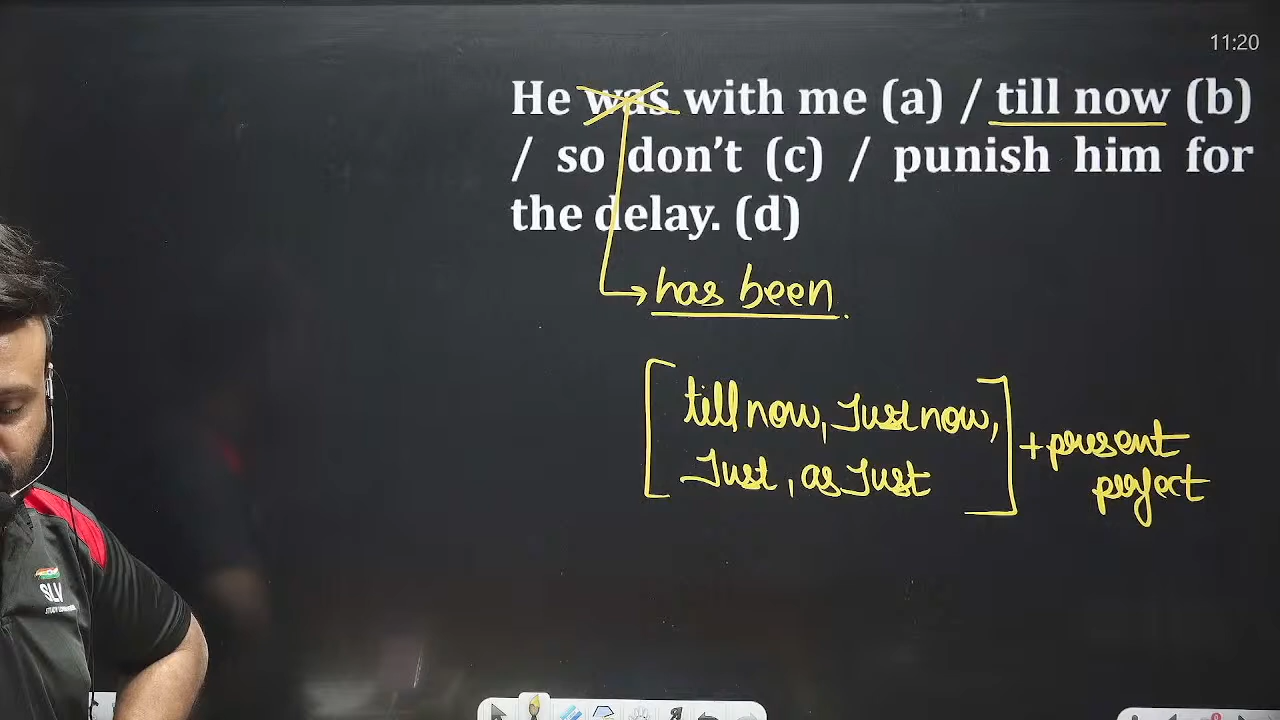 11:20
He was with me (a) / till now (b)
/ so don’t (c) / punish him for
the delay. (d)
has been
till now, Just now,
Just, as Just
+ present
perfect
SLV